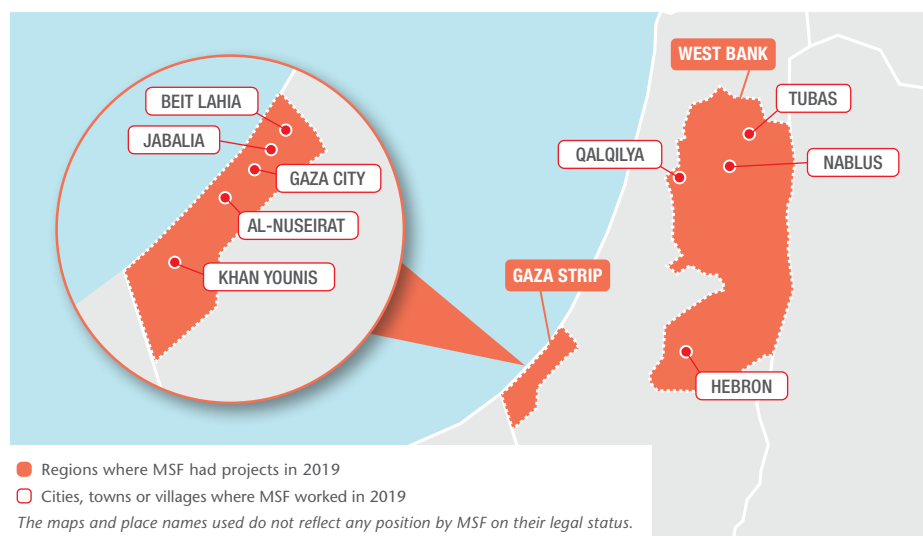 BEIT LAHIA
JABALIA
GAZA CITY
AL-NUSEIRAT
KHAN YOUNIS
WEST BANK
TUBAS
QALQILYA
NABLUS
GAZA STRIP
HEBRON
Regions where MSF had projects in 2019
Cities, towns or villages where MSF worked in 2019
The maps and place names used do not reflect any position by MSF on their legal status.